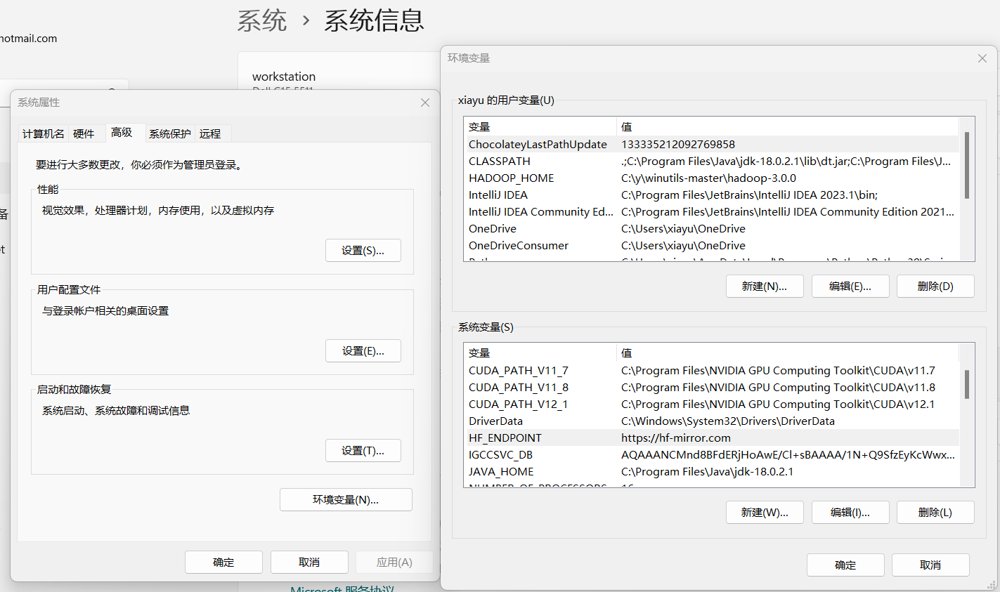 系统 › 系统信息
hotmail.com
workstation
系统属性
计算机名
硬件
高级
系统保护
远程
要进行大多数更改，你必须作为管理员登录。
性能
视觉效果，处理器计划，内存使用，以及虚拟内存
设置(S)...
用户配置文件
与登录帐户相关的桌面设置
设置(E)...
启动和故障恢复
系统启动、系统故障和调试信息
设置(T)...
环境变量(N)...
确定
取消
应用(A)
Microsoft 服务协议
备
环境变量
xiayu 的用户变量(U)
变量 值
ChocolateyLastPathUpdate 133335212092769858
CLASSPATH .;C:\Program Files\Java\jdk-18.0.2.1\lib\dt.jar;C:\Program Files\J...
HADOOP_HOME C:\y\winutils-master\hadoop-3.0.0
IntelliJ IDEA C:\Program Files\JetBrains\IntelliJ IDEA 2023.1\bin;
IntelliJ IDEA Community Ed... C:\Program Files\JetBrains\IntelliJ IDEA Community Edition 2021...
OneDrive C:\Users\xiayu\OneDrive
OneDriveConsumer C:\Users\xiayu\OneDrive
新建(N)...
编辑(E)...
删除(D)
系统变量(S)
变量 值
CUDA_PATH_V11_7 C:\Program Files\NVIDIA GPU Computing Toolkit\CUDA\v11.7
CUDA_PATH_V11_8 C:\Program Files\NVIDIA GPU Computing Toolkit\CUDA\v11.8
CUDA_PATH_V12_1 C:\Program Files\NVIDIA GPU Computing Toolkit\CUDA\v12.1
DriverData C:\Windows\System32\Drivers\DriverData
HF_ENDPOINT https://hf-mirror.com
IGCCSVC_DB AQAAANCMnd8BFdERjHoAwE/Cl+sBAAAA/1N+Q9SfzEyKcWwx...
JAVA_HOME C:\Program Files\Java\jdk-18.0.2.1
NUMBER_OF_PROCESSORS 16
新建(W)...
编辑(I)...
删除(L)
确定
取消